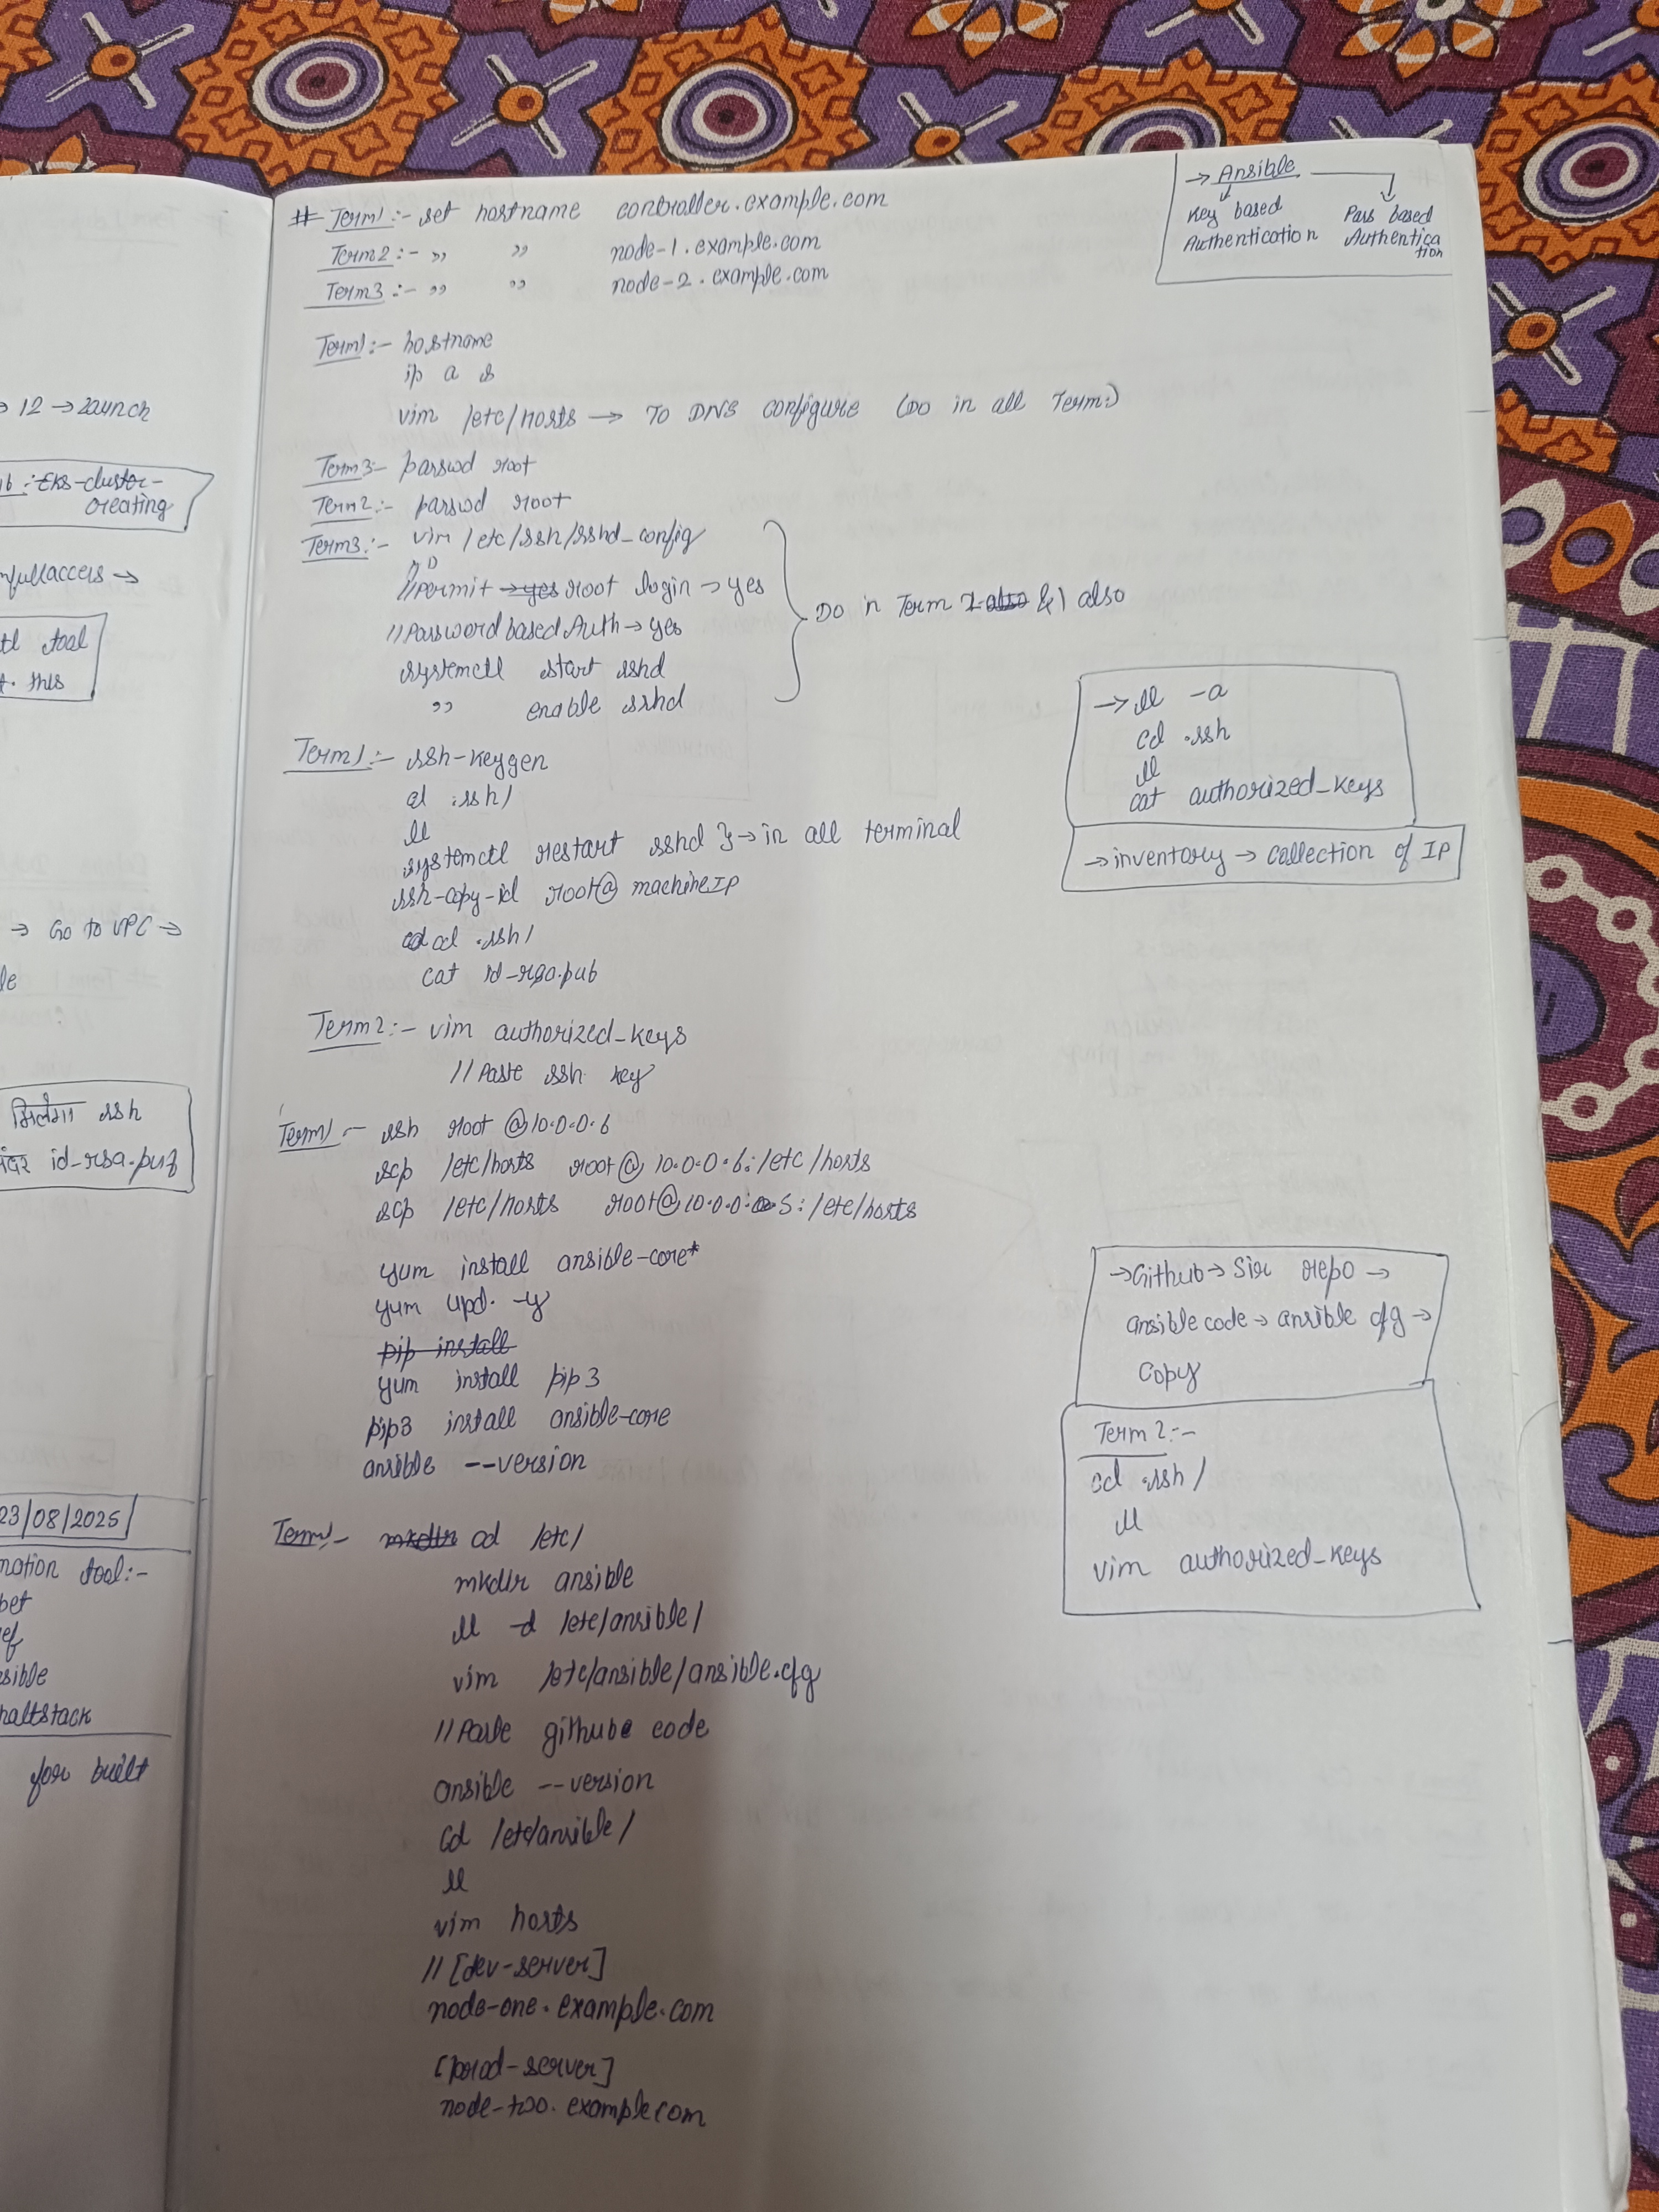 # Term1:- set hostname controller.example.com
Term2:- ,, ,, node-1.example.com
Term3:- ,, ,, node-2.example.com
→ Ansible
Key based Authentication
Pass based Authentication
Term1:- hostname
ip a s
vim /etc/hosts → To DNS configure (Do in all Term:)
Term3:- passwd root
Term2:- passwd root
Term3:- vim /etc/ssh/sshd_config
//Permit → yes root login → yes
//Password based Auth → yes
systemctl start sshd
,, enable sshd
Do in Term 2 also & 1 also
→ ll -a
cd .ssh
ll
cat authorized_keys
→ inventory → collection of IP
Term1:- ssh-keygen
cd .ssh/
ll
systemctl restart sshd } → in all terminal
ssh-copy-id root@ machineIP
cd cd .ssh/
cat id-rsa.pub
Term2:- vim authorized_keys
// Paste ssh key
Term1:- ssh root @10.0.0.6
scp /etc/hosts root@ 10.0.0.6:/etc/hosts
scp /etc/hosts root@10.0.0.5:/etc/hosts
yum install ansible-core*
yum upd. -y
pip install
yum install pip3
pip3 install ansible-core
ansible --version
→ Github → Sir repo →
ansible code → ansible cfg →
Copy
Term2:-
cd .ssh/
ll
vim authorized_keys
Term1- mkdir cd /etc/
mkdir ansible
ll -d /etc/ansible/
vim /etc/ansible/ansible.cfg
// Paste github code
ansible --version
cd /etc/ansible/
ll
vim hosts
// [dev-server]
node-one.example.com
[prod-server]
node-two.example com
→ 12 → launch
:- EKS-cluster-
creating
fullaccess →
tool
this
→ Go to VPC →
मिलेगा ssh
अंदर id-rsa.pub
23/08/2025
tool:-
saltstack
for built